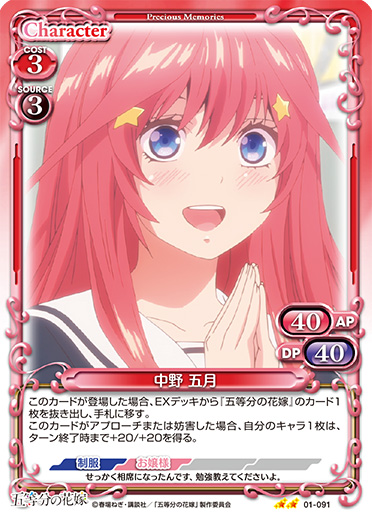 Precious Memories
Character
COST
3
SOURCE
3
40 AP
DP 40
中野 五月
このカードが登場した場合、EXデッキから『五等分の花嫁』のカード1
枚を抜き出し、手札に移す。
このカードがアプローチまたは妨害した場合、自分のキャラ1枚は、
ターン終了時まで+20/+20を得る。
制服 お嬢様
せっかく相席になったんです、勉強教えてくださいよ。
五等分の花嫁 ©春場ねぎ・講談社/「五等分の花嫁」製作委員会 01-091